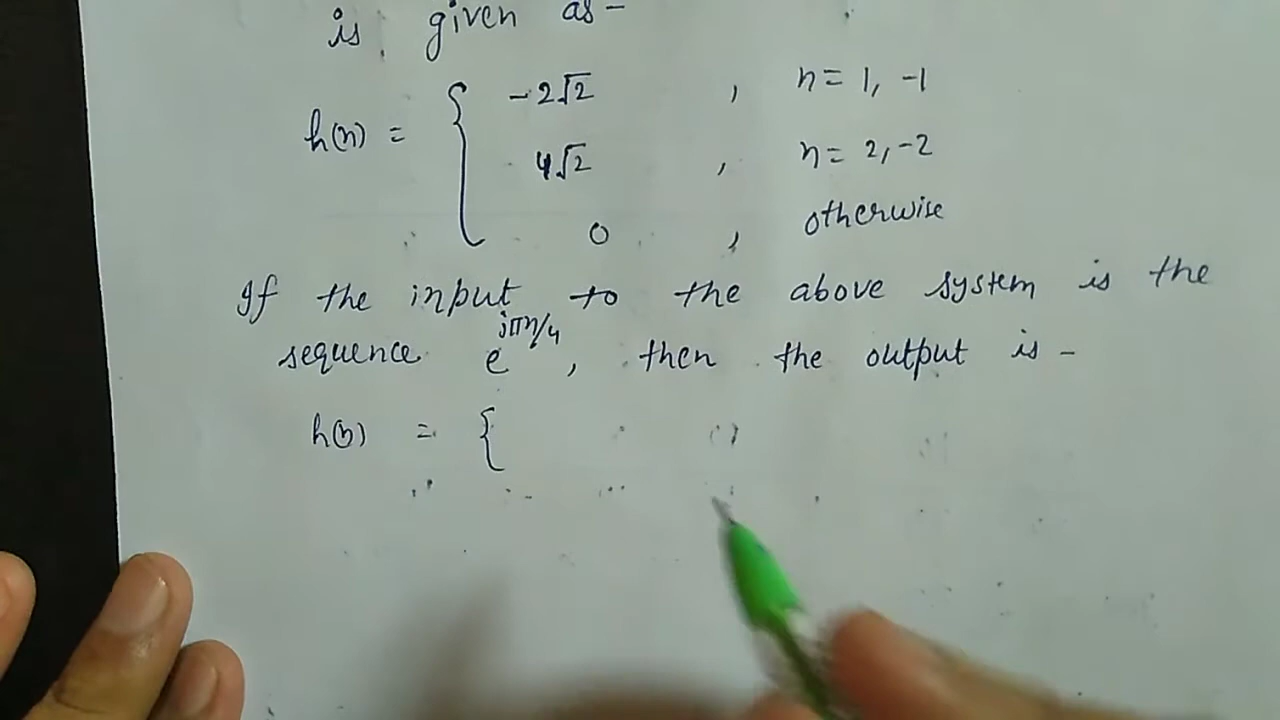 is given as -
h(n) = { -2√2 , n = 1, -1
4√2 , n = 2, -2
0 , otherwise
If the input to the above system is the
sequence e^{jπn/4}, then the output is -
h(n) = {